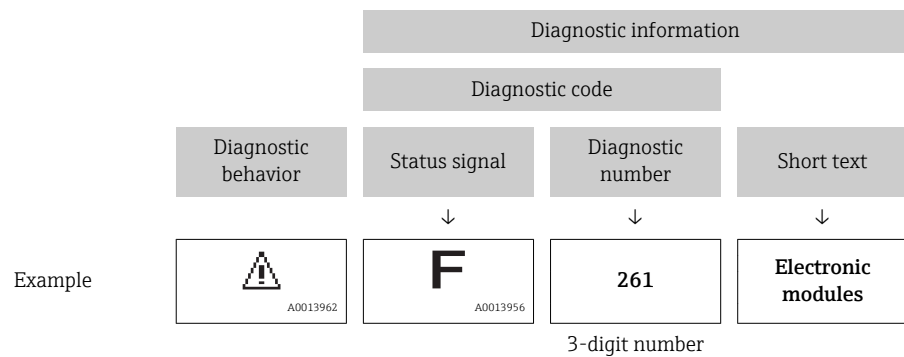 Diagnostic information
Diagnostic code
Diagnostic
behavior
Status signal
Diagnostic
number
Short text
↓ ↓ ↓
Example
A0013962
F
A0013956
261
Electronic
modules
3-digit number